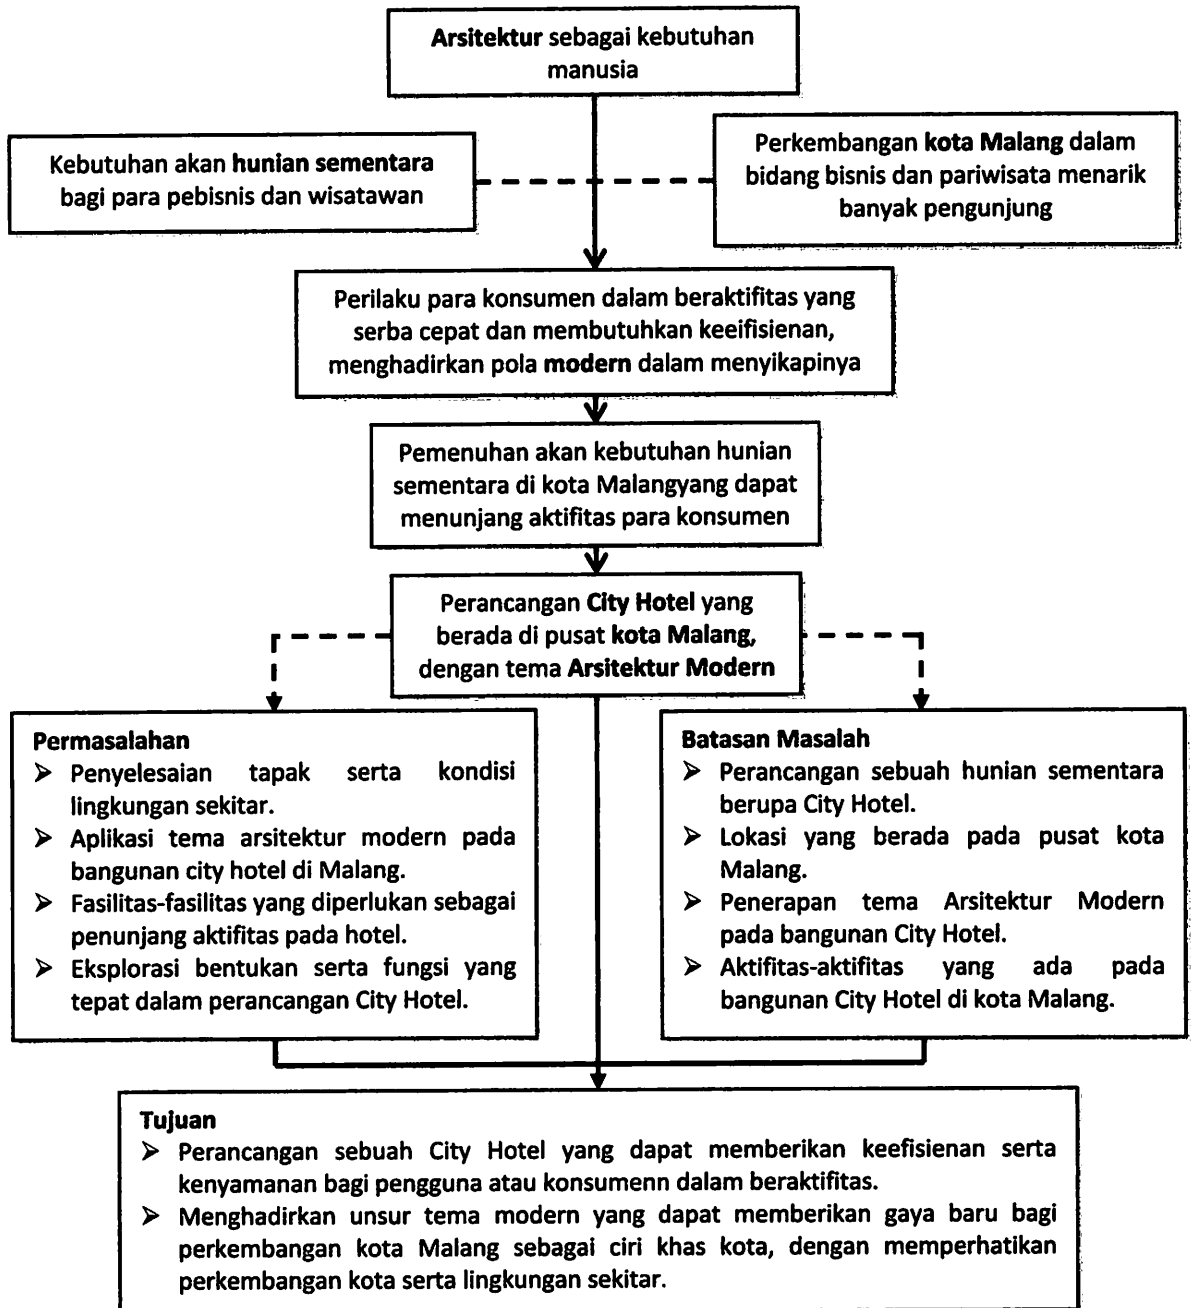 Arsitektur sebagai kebutuhan
manusia
Kebutuhan akan hunian sementara
bagi para pebisnis dan wisatawan
Perkembangan kota Malang dalam
bidang bisnis dan pariwisata menarik
banyak pengunjung
Perilaku para konsumen dalam beraktifitas yang
serba cepat dan membutuhkan keeifisienan,
menghadirkan pola modern dalam menyikapinya
Pemenuhan akan kebutuhan hunian
sementara di kota Malangyang dapat
menunjang aktifitas para konsumen
Perancangan City Hotel yang
berada di pusat kota Malang,
dengan tema Arsitektur Modern
Permasalahan
➢ Penyelesaian tapak serta kondisi
lingkungan sekitar.
➢ Aplikasi tema arsitektur modern pada
bangunan city hotel di Malang.
➢ Fasilitas-fasilitas yang diperlukan sebagai
penunjang aktifitas pada hotel.
➢ Eksplorasi bentukan serta fungsi yang
tepat dalam perancangan City Hotel.
Batasan Masalah
➢ Perancangan sebuah hunian sementara
berupa City Hotel.
➢ Lokasi yang berada pada pusat kota
Malang.
➢ Penerapan tema Arsitektur Modern
pada bangunan City Hotel.
➢ Aktifitas-aktifitas yang ada pada
bangunan City Hotel di kota Malang.
Tujuan
➢ Perancangan sebuah City Hotel yang dapat memberikan keefisienan serta
kenyamanan bagi pengguna atau konsumenn dalam beraktifitas.
➢ Menghadirkan unsur tema modern yang dapat memberikan gaya baru bagi
perkembangan kota Malang sebagai ciri khas kota, dengan memperhatikan
perkembangan kota serta lingkungan sekitar.